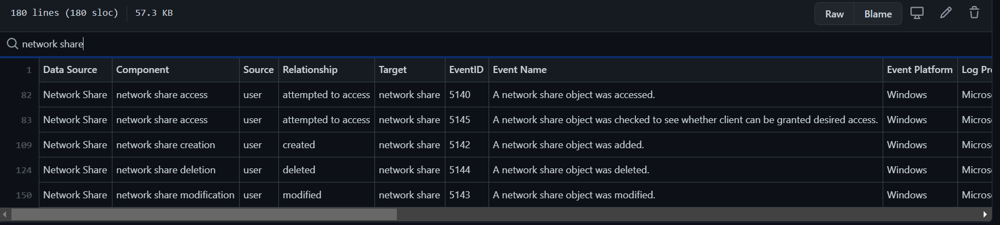 180 lines (180 sloc) 57.3 KB Raw Blame
network share
1 Data Source Component Source Relationship Target EventID Event Name Event Platform Log Pr
82 Network Share network share access user attempted to access network share 5140 A network share object was accessed. Windows Micros
83 Network Share network share access user attempted to access network share 5145 A network share object was checked to see whether client can be granted desired access. Windows Micros
109 Network Share network share creation user created network share 5142 A network share object was added. Windows Micros
124 Network Share network share deletion user deleted network share 5144 A network share object was deleted. Windows Micros
150 Network Share network share modification user modified network share 5143 A network share object was modified. Windows Micros